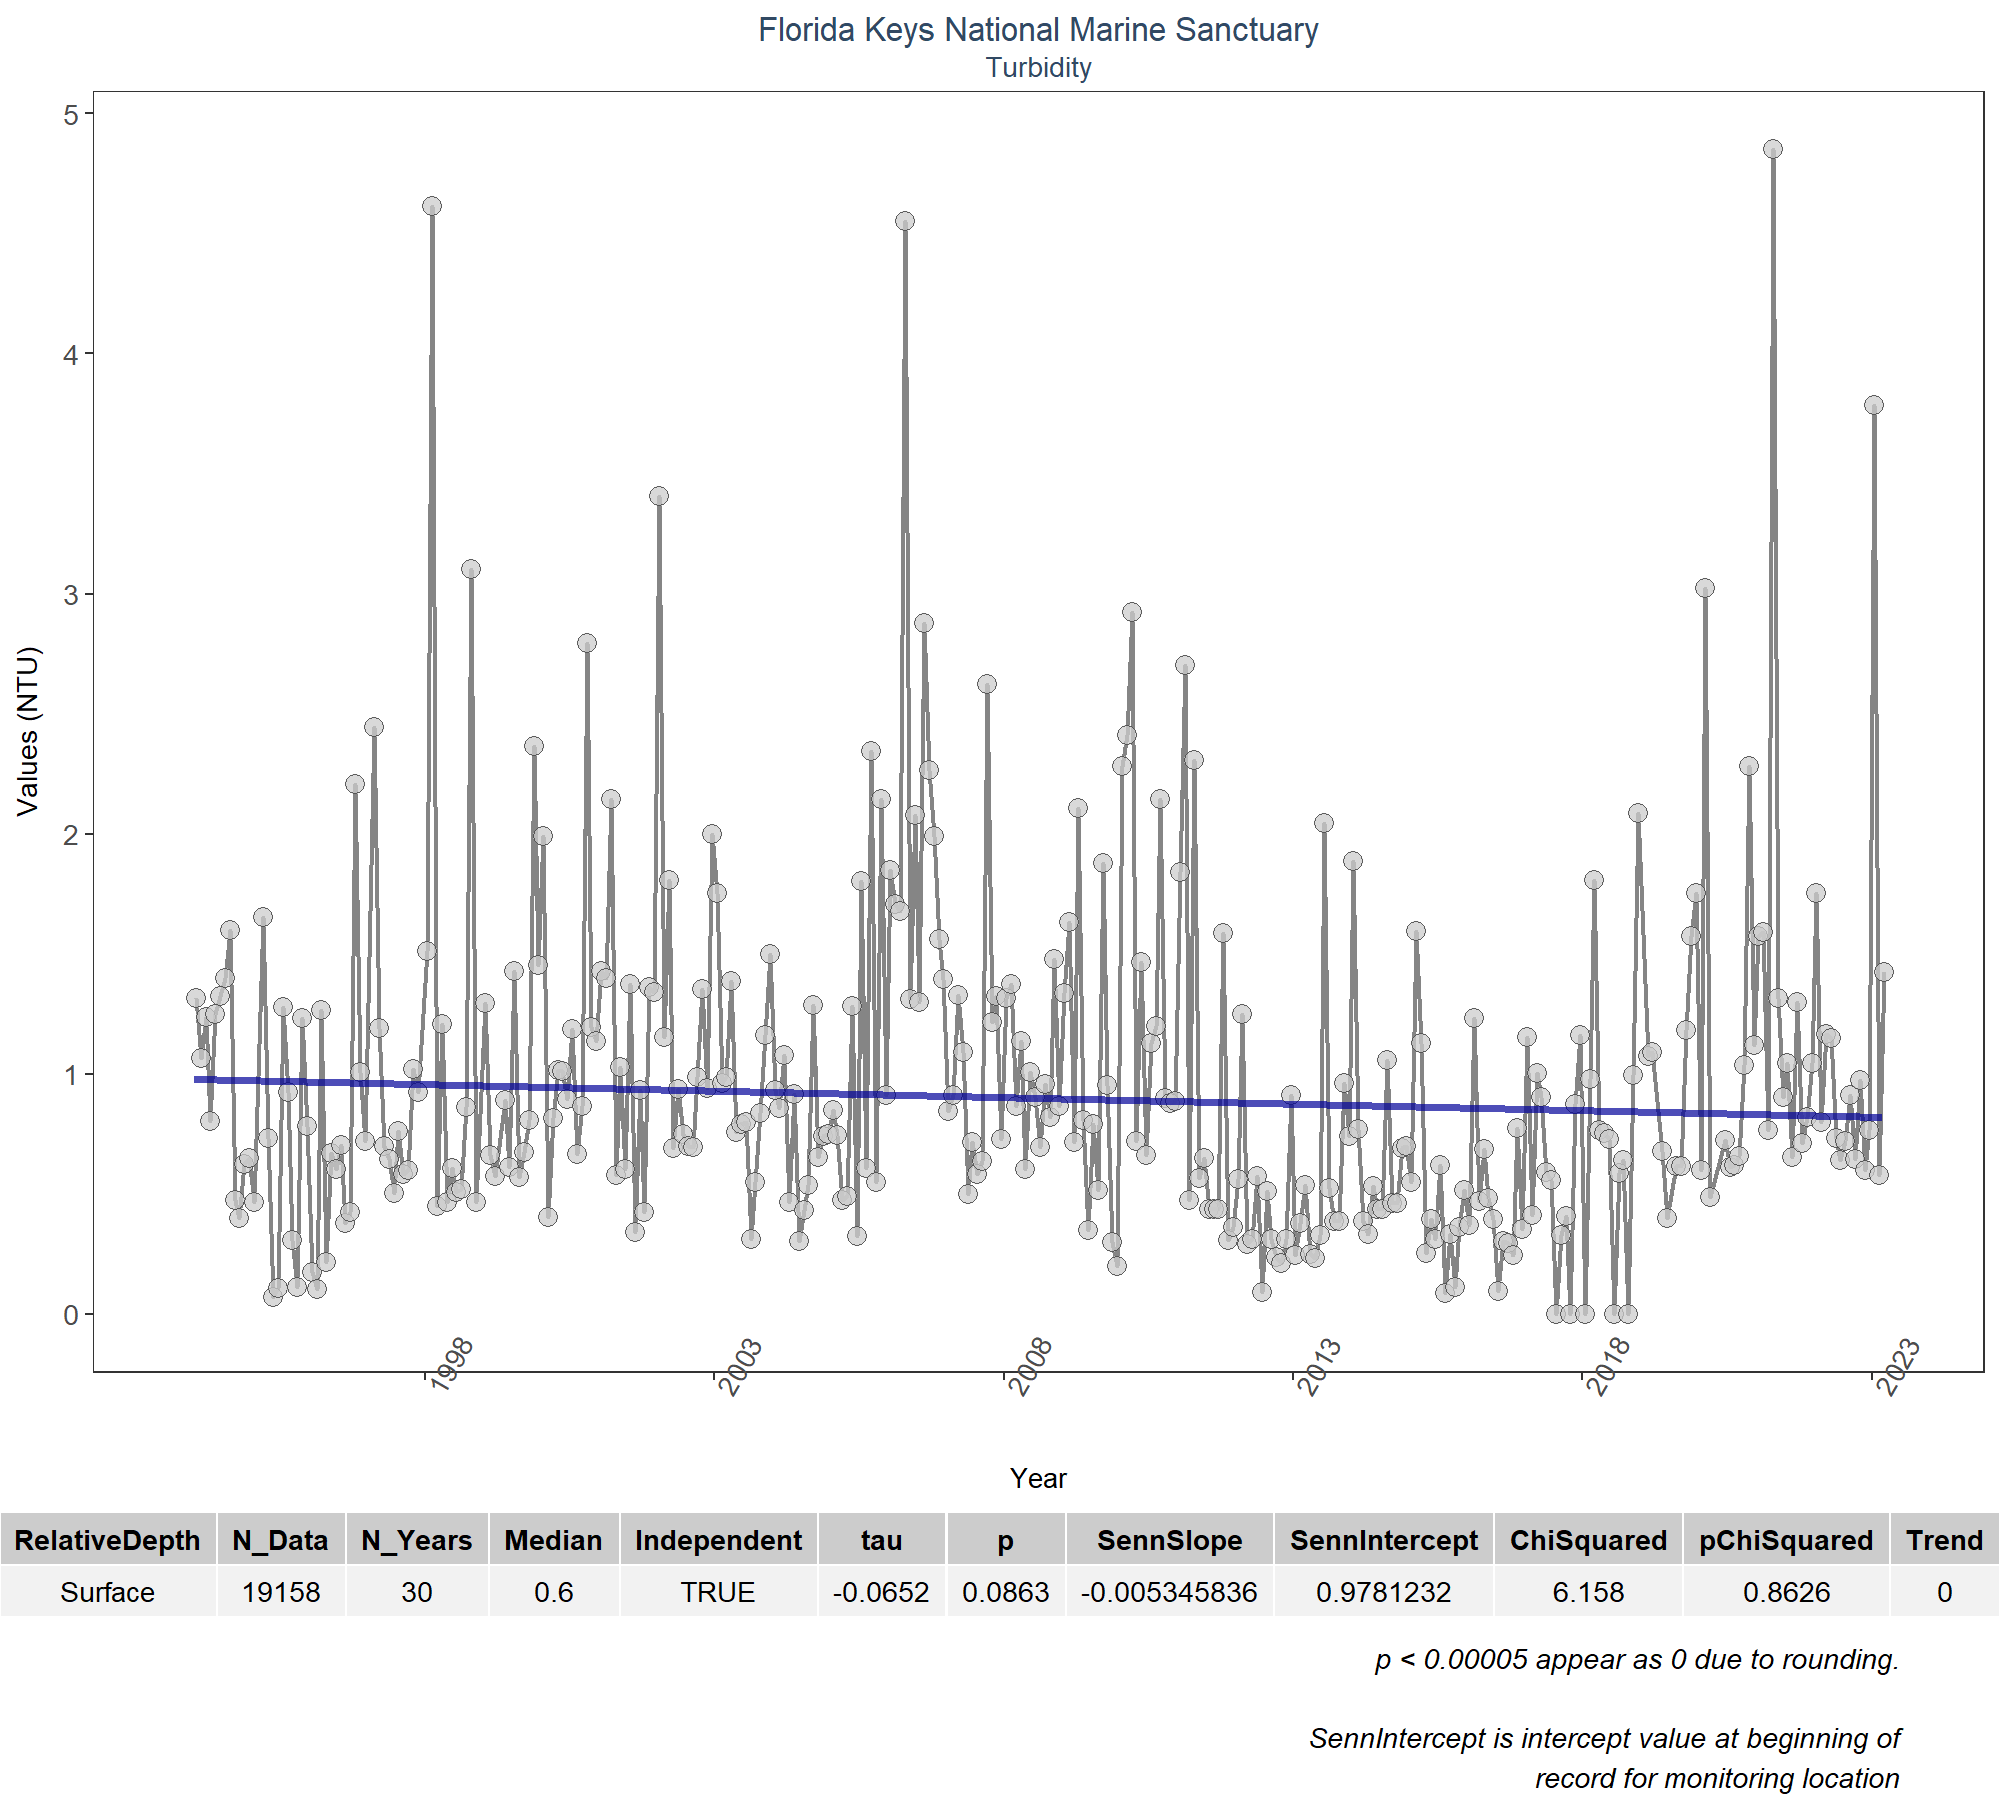 Florida Keys National Marine Sanctuary
Turbidity
5
4
3
2
1
0
Values (NTU)
1998 2003 2008 2013 2018 2023
Year
RelativeDepth N_Data N_Years Median Independent tau p SennSlope SennIntercept ChiSquared pChiSquared Trend
Surface 19158 30 0.6 TRUE -0.0652 0.0863 -0.005345836 0.9781232 6.158 0.8626 0
p < 0.00005 appear as 0 due to rounding.
SennIntercept is intercept value at beginning of
record for monitoring location